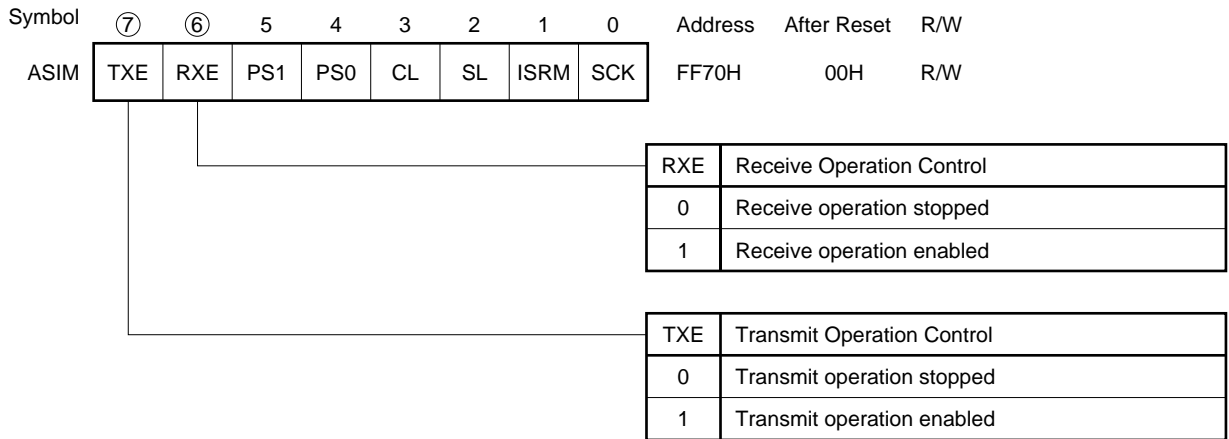 Symbol ⑦ ⑥ 5 4 3 2 1 0 Address After Reset R/W
ASIM TXE RXE PS1 PS0 CL SL ISRM SCK FF70H 00H R/W
RXE Receive Operation Control
0 Receive operation stopped
1 Receive operation enabled
TXE Transmit Operation Control
0 Transmit operation stopped
1 Transmit operation enabled